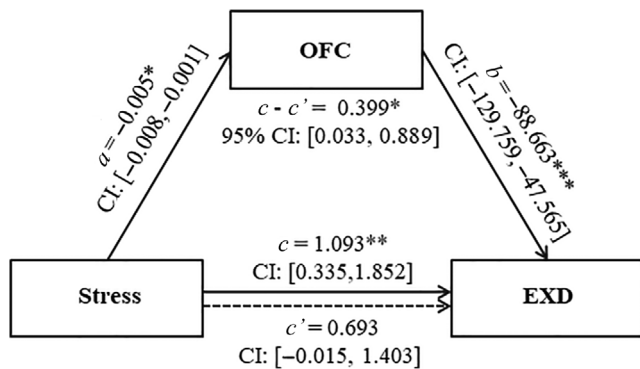 OFC
a = −0.005*
CI: [−0.008, −0.001]
c - c’ = 0.399*
95% CI: [0.033, 0.889]
b = −88.663***
CI: [−129.759, −47.565]
Stress
c = 1.093**
CI: [0.335,1.852]
EXD
c’ = 0.693
CI: [−0.015, 1.403]